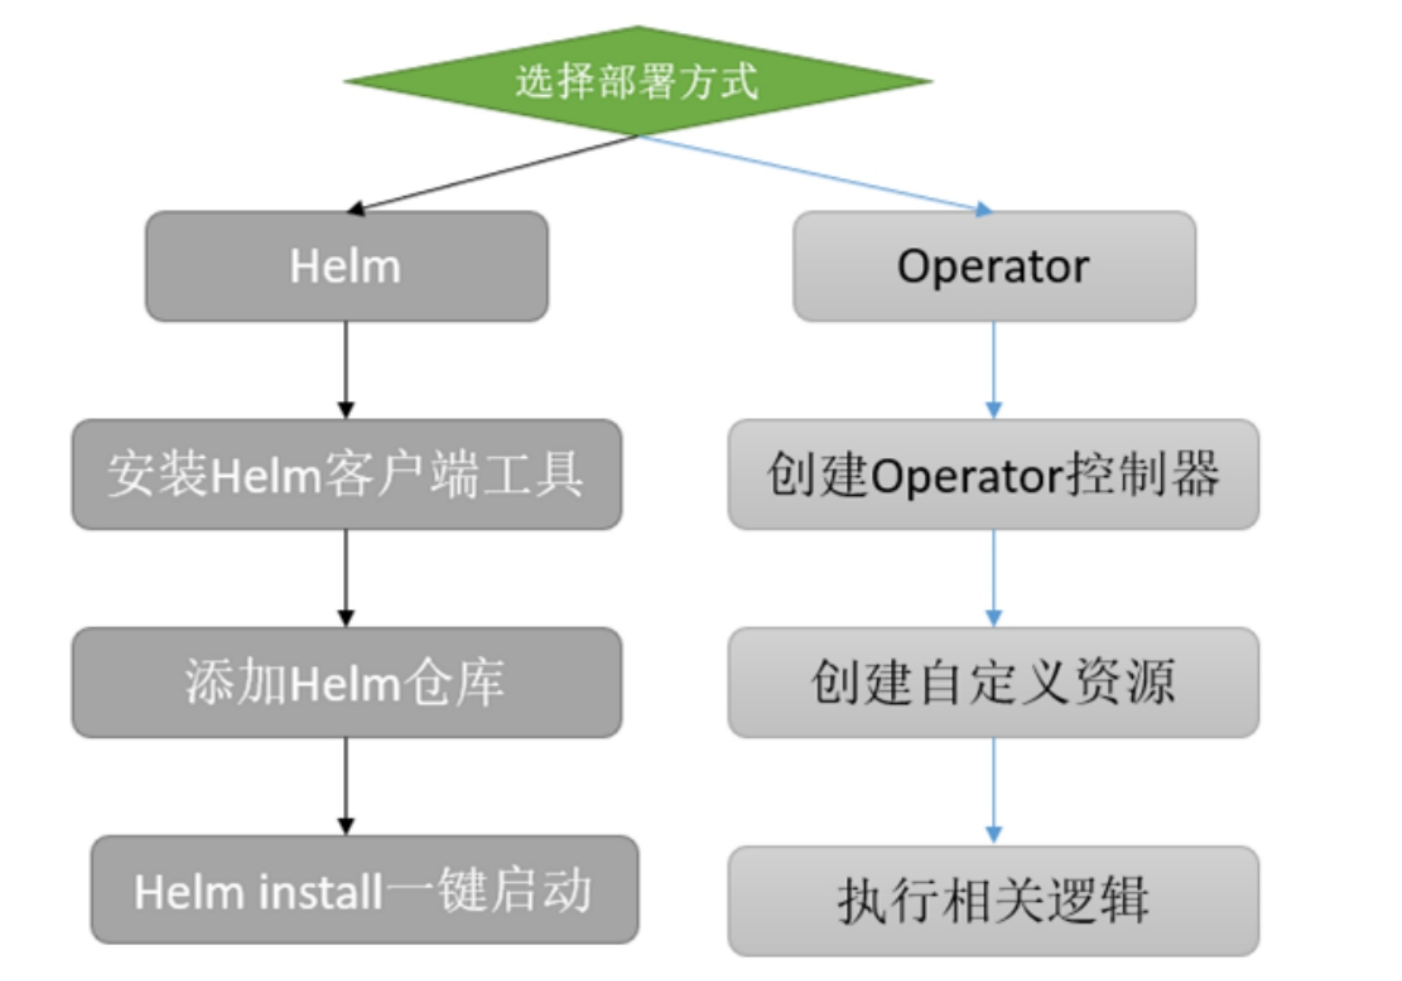 选择部署方式
Helm
Operator
安装Helm客户端工具
创建Operator控制器
添加Helm仓库
创建自定义资源
Helm install一键启动
执行相关逻辑